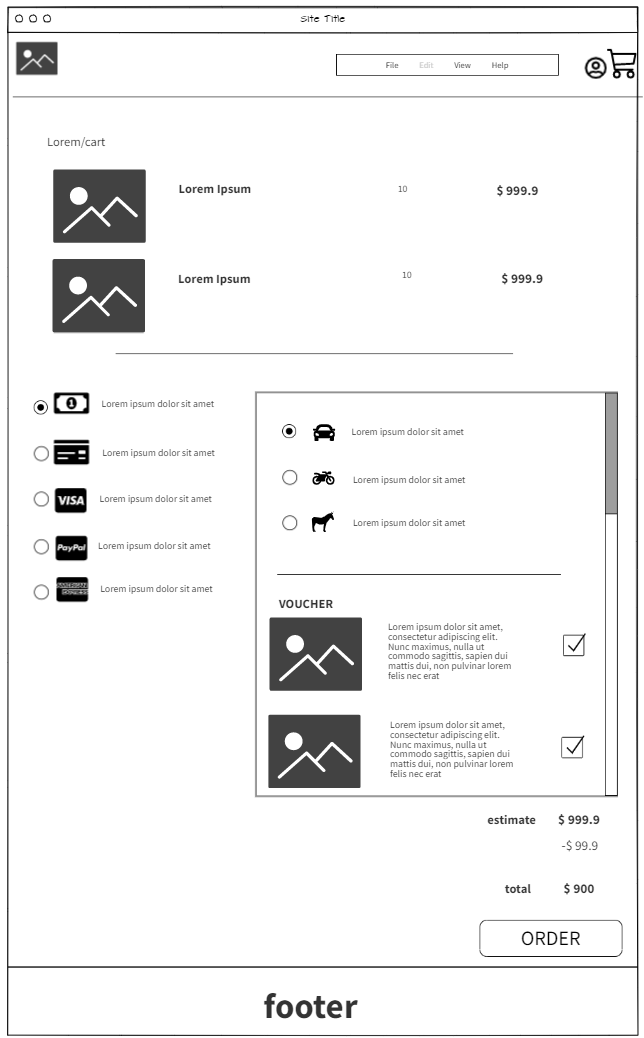 Site Title
File Edit View Help
Lorem/cart
Lorem Ipsum 10 $ 999.9
Lorem Ipsum 10 $ 999.9
Lorem ipsum dolor sit amet
Lorem ipsum dolor sit amet
VISA Lorem ipsum dolor sit amet
PayPal Lorem ipsum dolor sit amet
AMERICAN EXPRESS Lorem ipsum dolor sit amet
Lorem ipsum dolor sit amet
Lorem ipsum dolor sit amet
Lorem ipsum dolor sit amet
VOUCHER
Lorem ipsum dolor sit amet,
consectetur adipiscing elit.
Nunc maximus, nulla ut
commodo sagittis, sapien dui
mattis dui, non pulvinar lorem
felis nec erat
Lorem ipsum dolor sit amet,
consectetur adipiscing elit.
Nunc maximus, nulla ut
commodo sagittis, sapien dui
mattis dui, non pulvinar lorem
felis nec erat
estimate $ 999.9
-$ 99.9
total $ 900
ORDER
footer